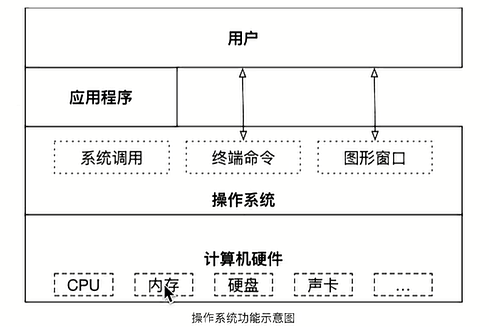 用户
应用程序
系统调用 终端命令 图形窗口
操作系统
计算机硬件
CPU 内存 硬盘 声卡 ...
操作系统功能示意图